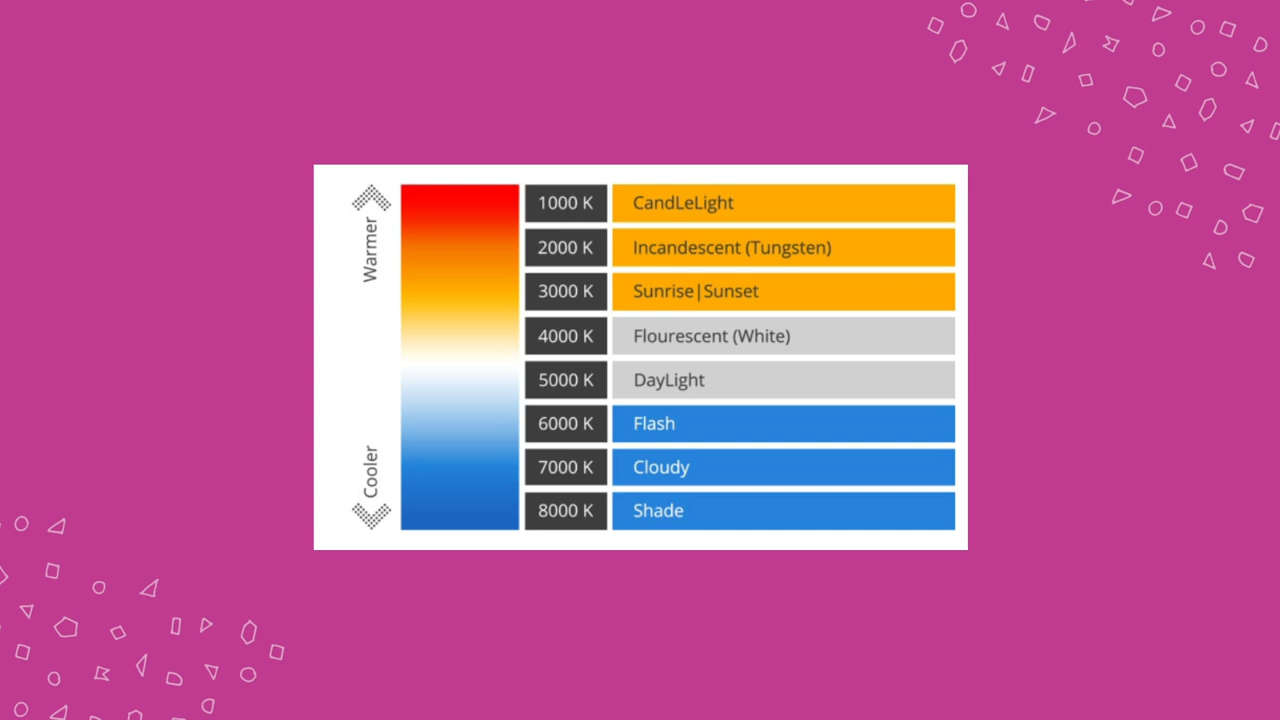 Warmer
Cooler
1000 K CandLeLight
2000 K Incandescent (Tungsten)
3000 K Sunrise|Sunset
4000 K Flourescent (White)
5000 K DayLight
6000 K Flash
7000 K Cloudy
8000 K Shade